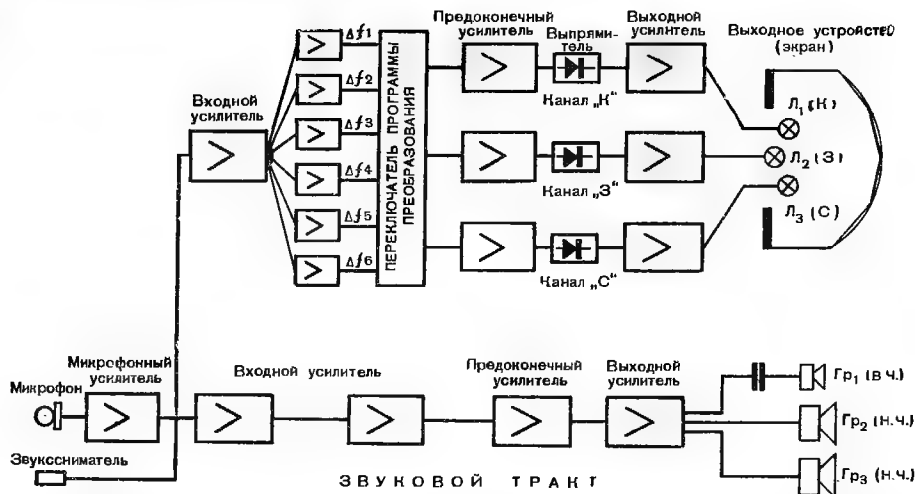 Предоконечный
усилитель
Выпрями-
тель
Выходной
усилитель
Выходное устройств
(экран)
Δf1
Δf2
Δf3
Δf4
Δf5
Δf6
Входной
усилитель
ПЕРЕКЛЮЧАТЕЛЬ ПРОГРАММЫ
ПРЕОБРАЗОВАНИЯ
Канал „К"
Канал „З"
Канал „С"
Л1 (К)
Л2 (З)
Л3 (С)
Микрофон
Микрофонный
усилитель
Входной усилитель
Предоконечный
усилитель
Выходной
усилитель
Гр1 (в ч.)
Гр2 (н.ч.)
Гр3 (н.ч.)
Звукссниматель
ЗВУКОВОЙ ТРАКТ